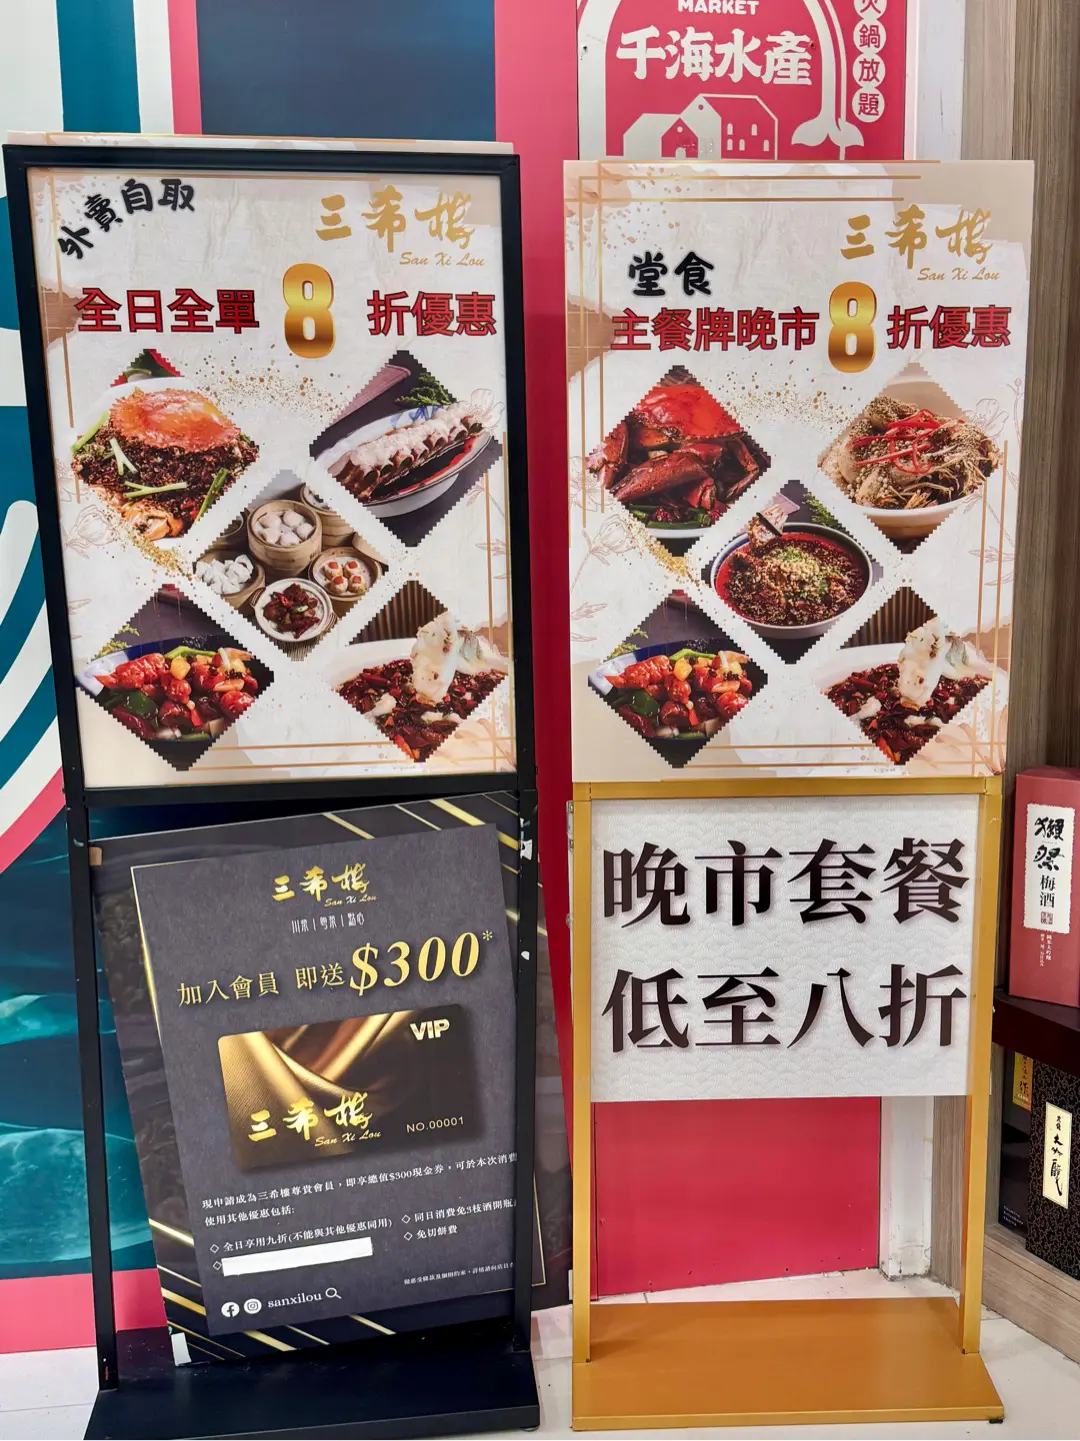 MARKET
千海水產
火鍋放題
外賣自取
三希樓
San Xi Lou
全日全單8折優惠
三希樓
San Xi Lou
堂食
主餐牌晚市8折優惠
三希樓
San Xi Lou
川菜 | 粵菜 | 點心
加入會員 即送$300*
VIP
三希樓
San Xi Lou
NO.00001
現申請成為三希樓尊貴會員，即享總值$300現金券，可於本次消費
使用其他優惠包括:
◇ 全日享用九折(不能與其他優惠同用)
◇ 同日消費免3枝酒開瓶
◇ 免切餅費
sanxilou
晚市套餐
低至八折
獺祭
梅酒